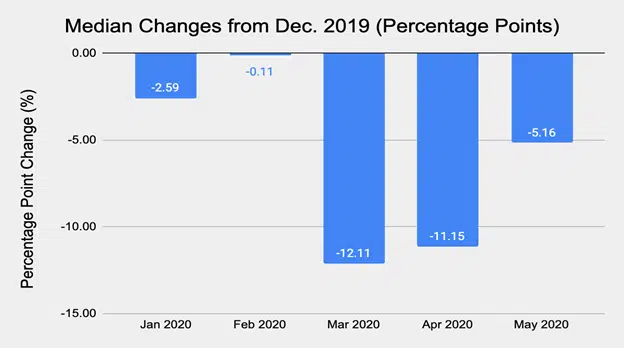 Median Changes from Dec. 2019 (Percentage Points)
Percentage Point Change (%)
0.00
-5.00
-10.00
-15.00
-2.59
-0.11
-12.11
-11.15
-5.16
Jan 2020
Feb 2020
Mar 2020
Apr 2020
May 2020